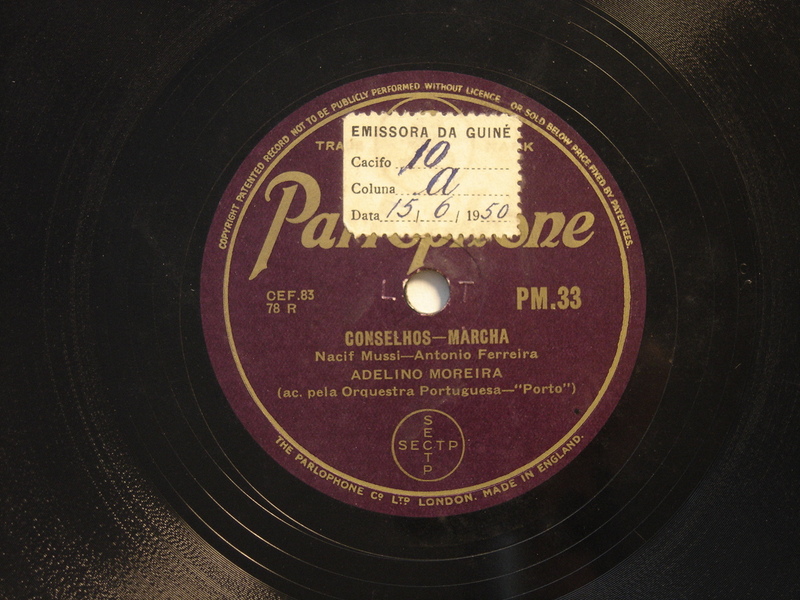 COPYRIGHT PATENTED RECORD NOT TO BE PUBLICLY PERFORMED WITHOUT LICENCE OR SOLD BELOW PRICE FIXED BY PATENTEES.
EMISSORA DA GUINÉ
Cacifo 10
Coluna a
Data 15/6/1950
Parlophone
CEF.83
78 R
PM.33
CONSELHOS—MARCHA
Nacif Mussi—Antonio Ferreira
ADELINO MOREIRA
(ac. pela Orquestra Portuguesa—"Porto")
SECTP
SECTP
THE PARLOPHONE Cº LTD LONDON. MADE IN ENGLAND.